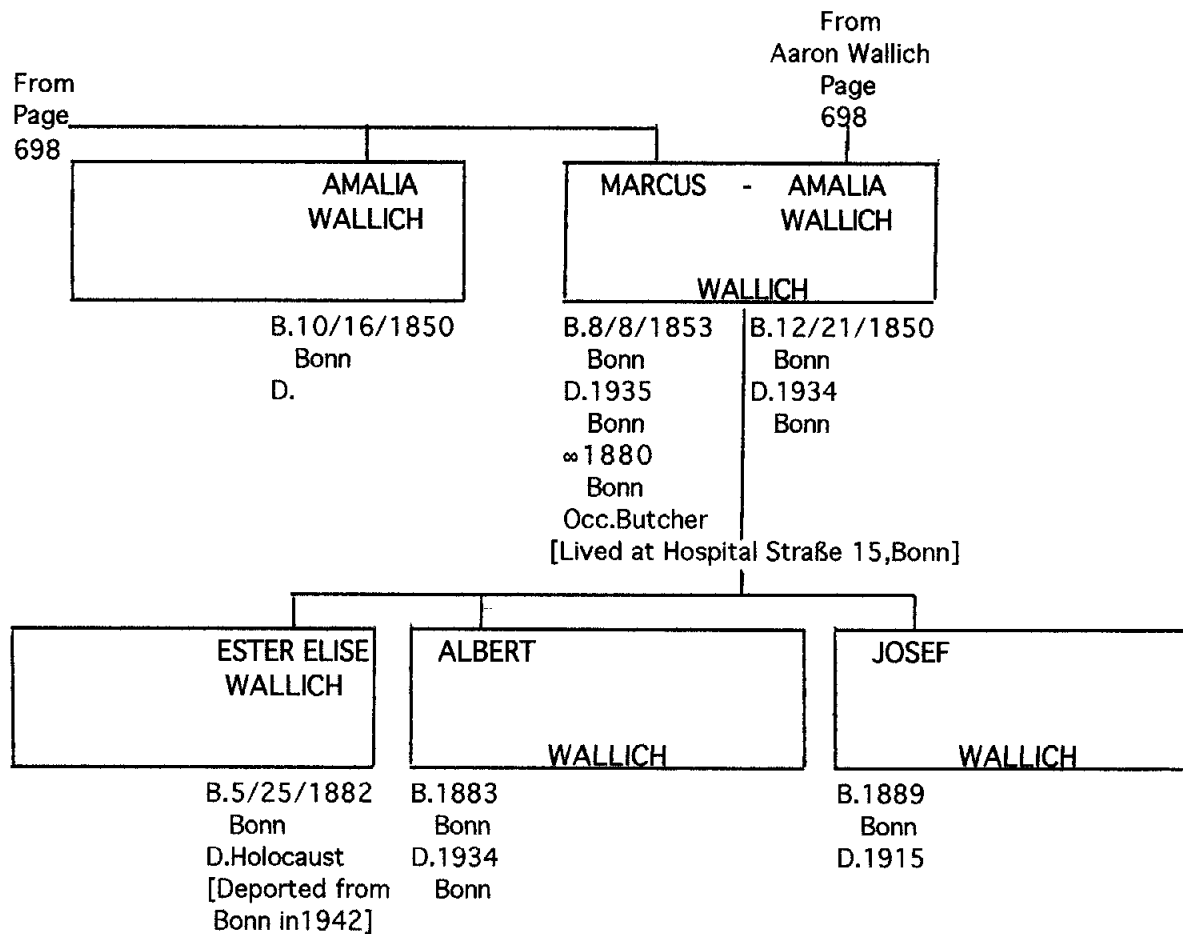 From
Page
698
From
Aaron Wallich
Page
698
AMALIA
WALLICH
MARCUS - AMALIA
WALLICH
WALLICH
B.10/16/1850
Bonn
D.
B.8/8/1853
Bonn
D.1935
Bonn
∞1880
Bonn
Occ.Butcher
[Lived at Hospital Straße 15,Bonn]
B.12/21/1850
Bonn
D.1934
Bonn
ESTER ELISE
WALLICH
B.5/25/1882
Bonn
D.Holocaust
[Deported from
Bonn in1942]
ALBERT
WALLICH
B.1883
Bonn
D.1934
Bonn
JOSEF
WALLICH
B.1889
Bonn
D.1915